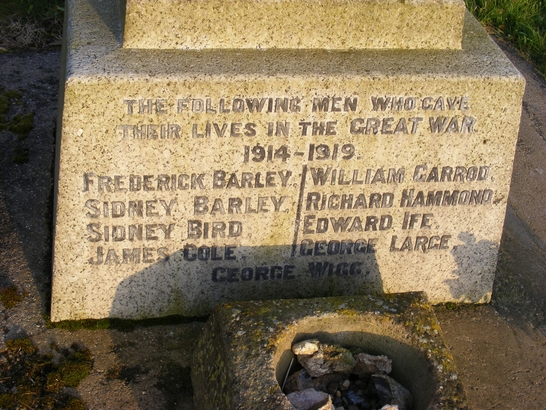 THE FOLLOWING MEN WHO GAVE
THEIR LIVES IN THE GREAT WAR
1914-1919.
FREDERICK BARLEY. WILLIAM GARROD.
SIDNEY BARLEY. RICHARD HAMMOND.
SIDNEY BIRD EDWARD IFE.
JAMES COLE. GEORGE LARGE.
GEORGE WIGG.